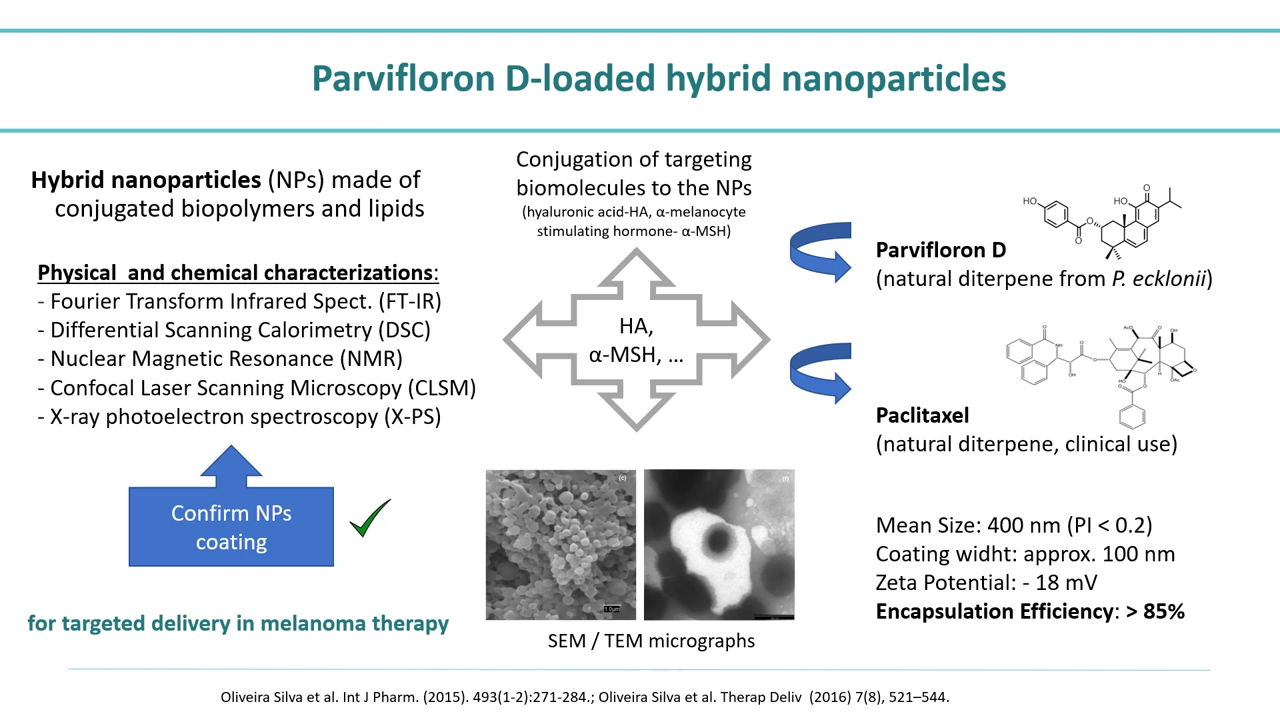 Parvifloron D-loaded hybrid nanoparticles
Hybrid nanoparticles (NPs) made of
conjugated biopolymers and lipids
Physical and chemical characterizations:
- Fourier Transform Infrared Spect. (FT-IR)
- Differential Scanning Calorimetry (DSC)
- Nuclear Magnetic Resonance (NMR)
- Confocal Laser Scanning Microscopy (CLSM)
- X-ray photoelectron spectroscopy (X-PS)
Confirm NPs
coating
for targeted delivery in melanoma therapy
Conjugation of targeting
biomolecules to the NPs
(hyaluronic acid-HA, α-melanocyte
stimulating hormone- α-MSH)
HA,
α-MSH, ...
SEM / TEM micrographs
Parvifloron D
(natural diterpene from P. ecklonii)
Paclitaxel
(natural diterpene, clinical use)
Mean Size: 400 nm (PI < 0.2)
Coating widht: approx. 100 nm
Zeta Potential: - 18 mV
Encapsulation Efficiency: > 85%
Oliveira Silva et al. Int J Pharm. (2015). 493(1-2):271-284.; Oliveira Silva et al. Therap Deliv (2016) 7(8), 521–544.